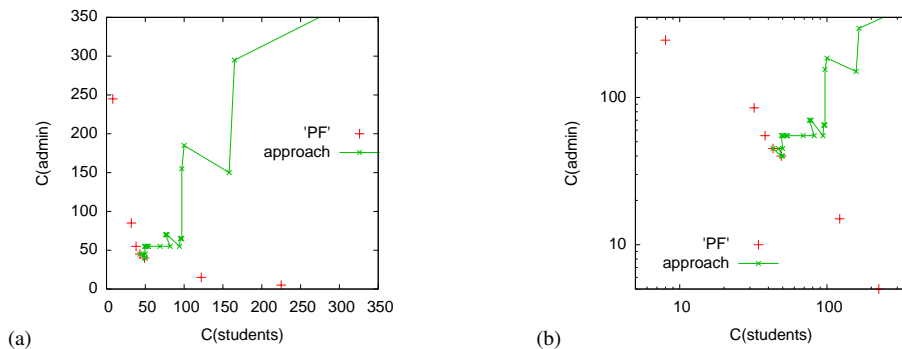 350
300
250
200
150
100
50
0
C(admin)
'PF'
approach
0 50 100 150 200 250 300 350
C(students)
(a)
100
10
C(admin)
'PF'
approach
10 100
C(students)
(b)